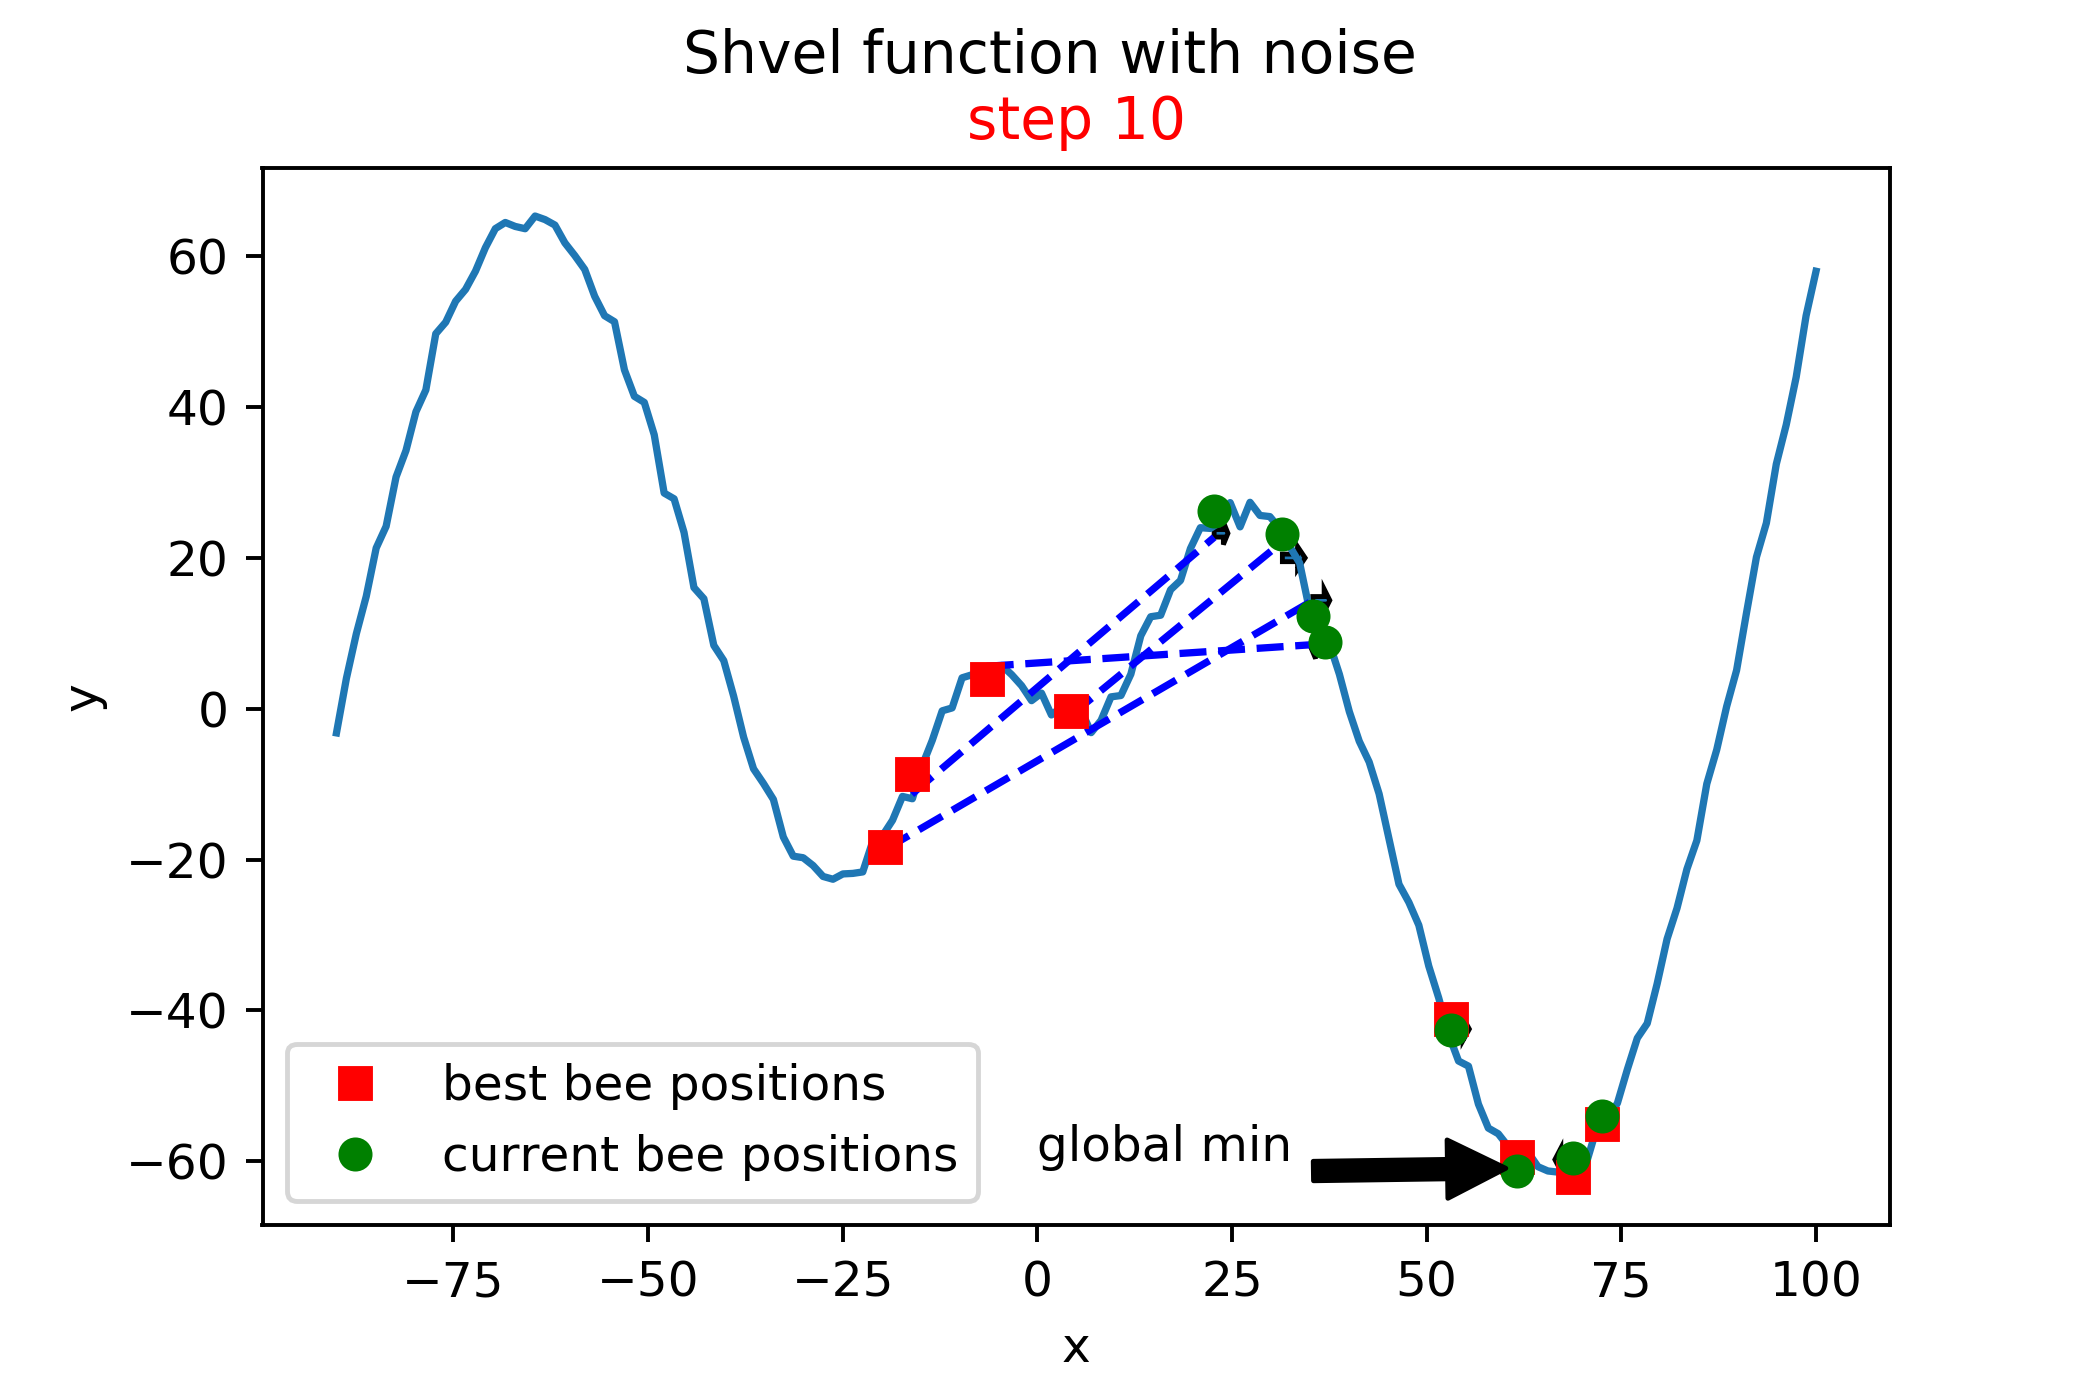 Shvel function with noise
step 10
60
40
20
0
−20
−40
−60
y
best bee positions
current bee positions
global min
−75 −50 −25 0 25 50 75 100
x